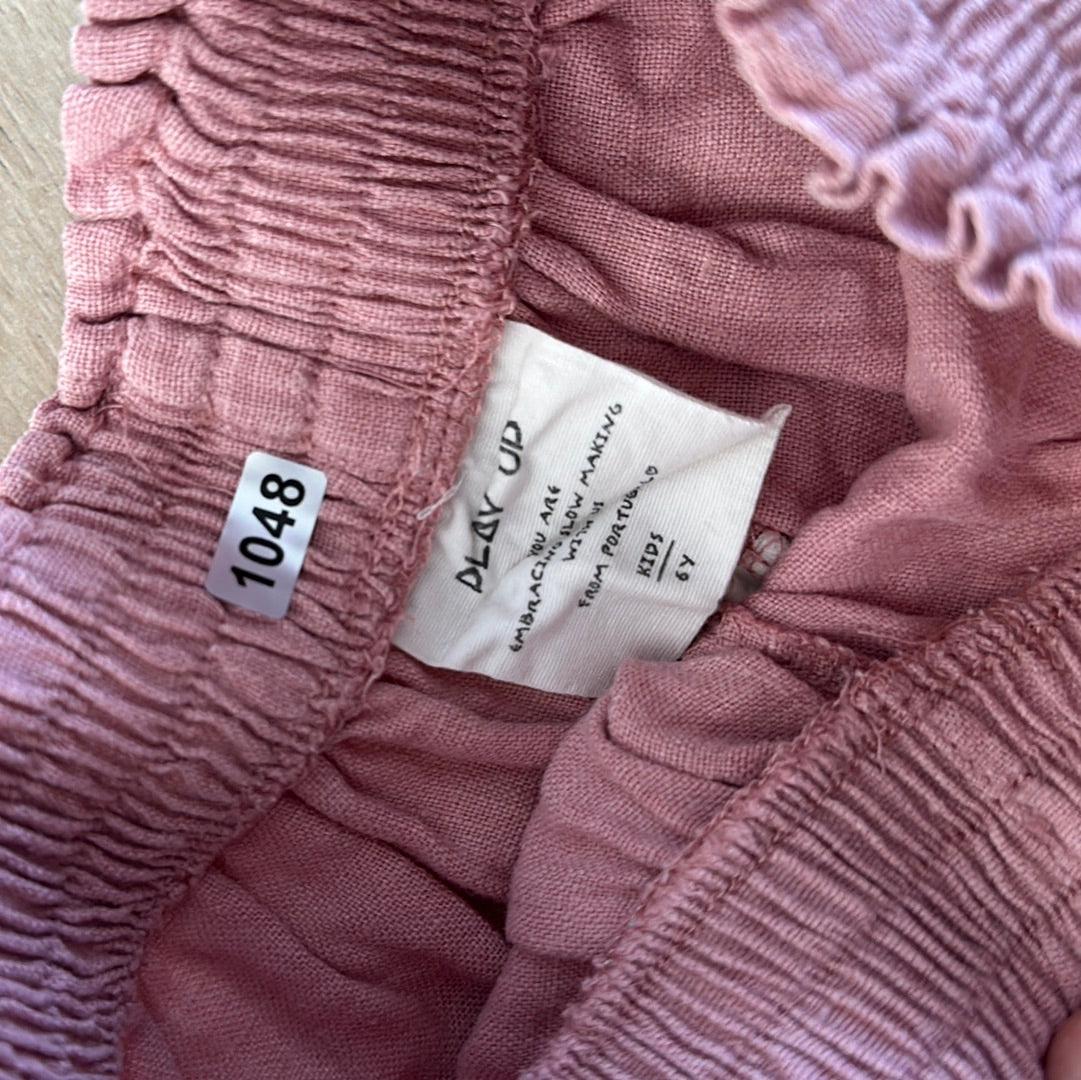 1048
PLAY UP
YOU ARE
EMBRACING SLOW MAKING
WITH US
FROM PORTUGAL
KIDS
6Y